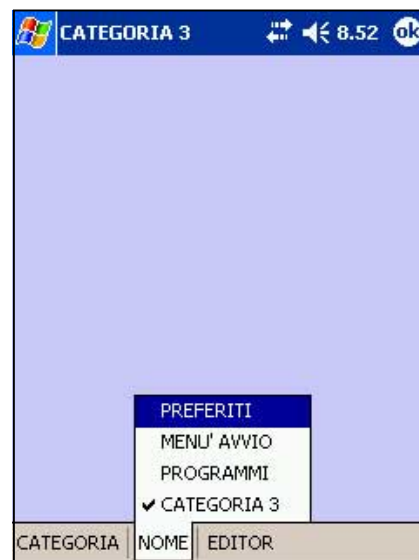 CATEGORIA 3 8.52 ok
PREFERITI
MENU' AVVIO
PROGRAMMI
CATEGORIA 3
CATEGORIA NOME EDITOR